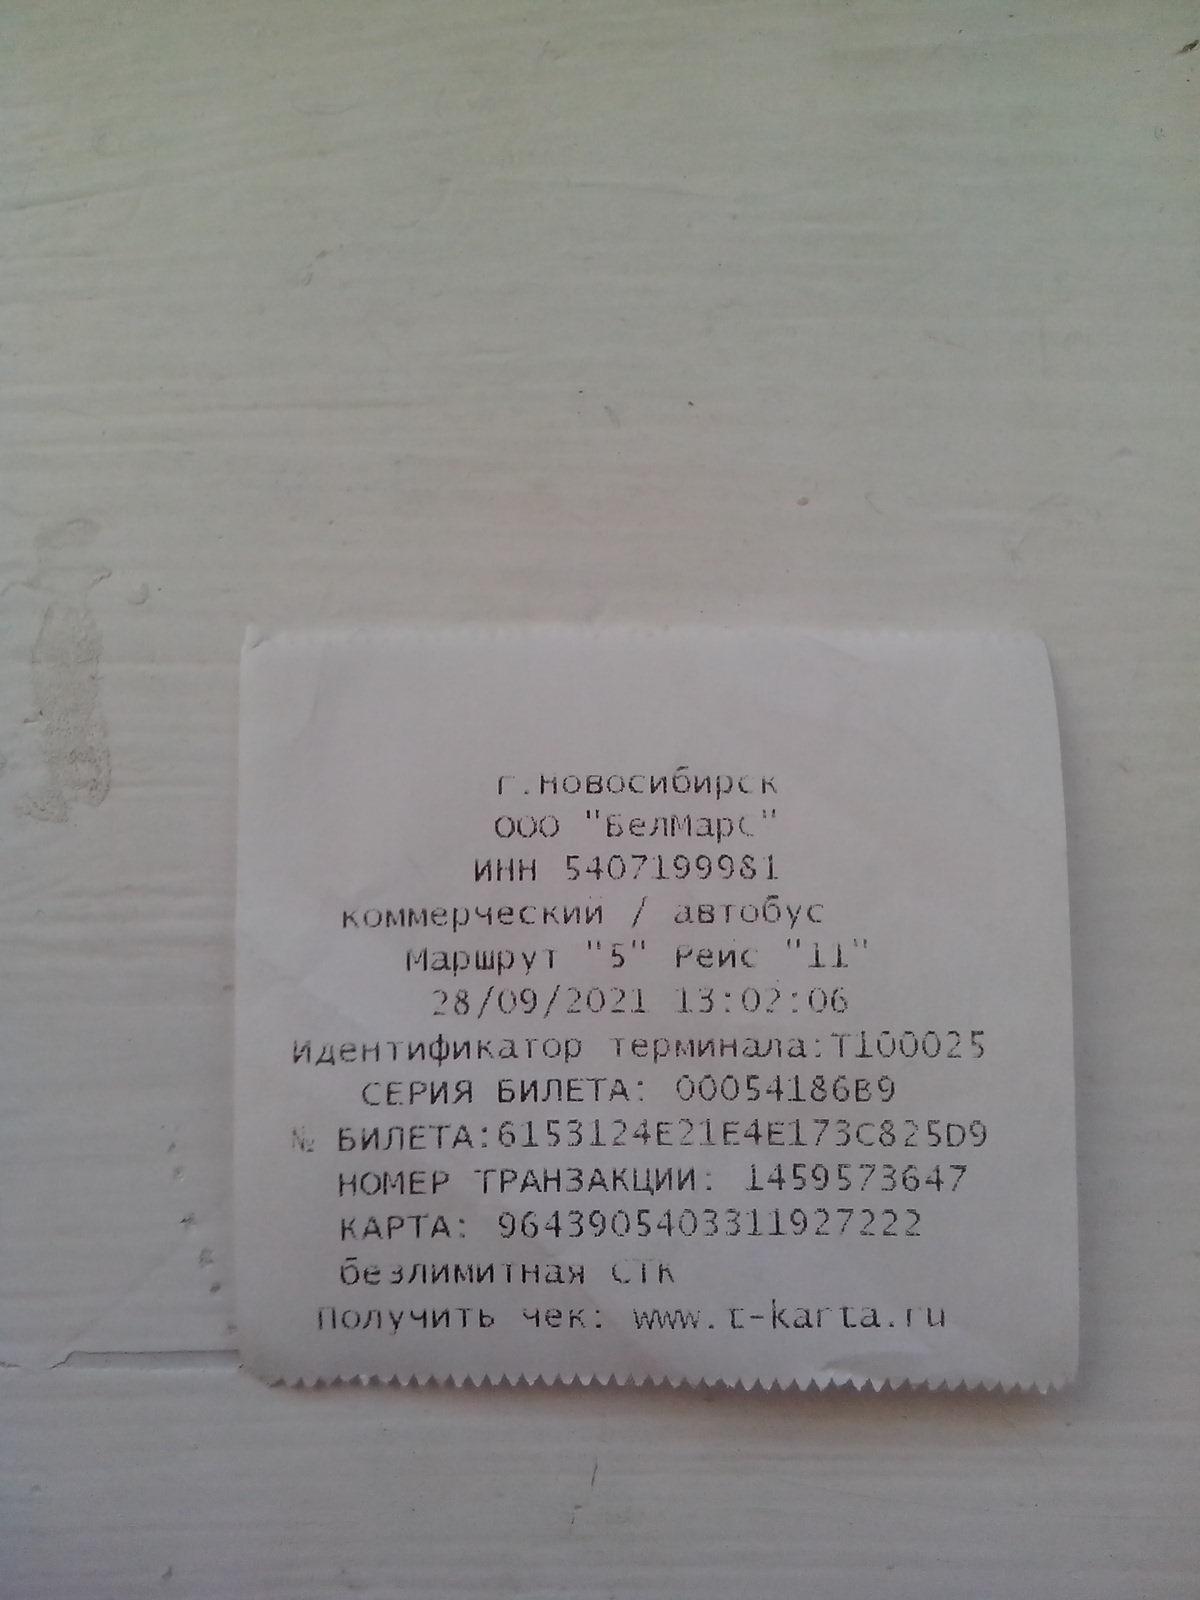 г.Новосибирск
ООО "БелМарС"
ИНН 5407199981
коммерческий / автобус
Маршрут "5" Рейс "11"
28/09/2021 13:02:06
Идентификатор терминала:T100025
СЕРИЯ БИЛЕТА: 00054186B9
№ БИЛЕТА:6153124E21E4E173C825D9
НОМЕР ТРАНЗАКЦИИ: 1459573647
КАРТА: 9643905403311927222
безлимитная СТК
Получить чек: www.t-karta.ru